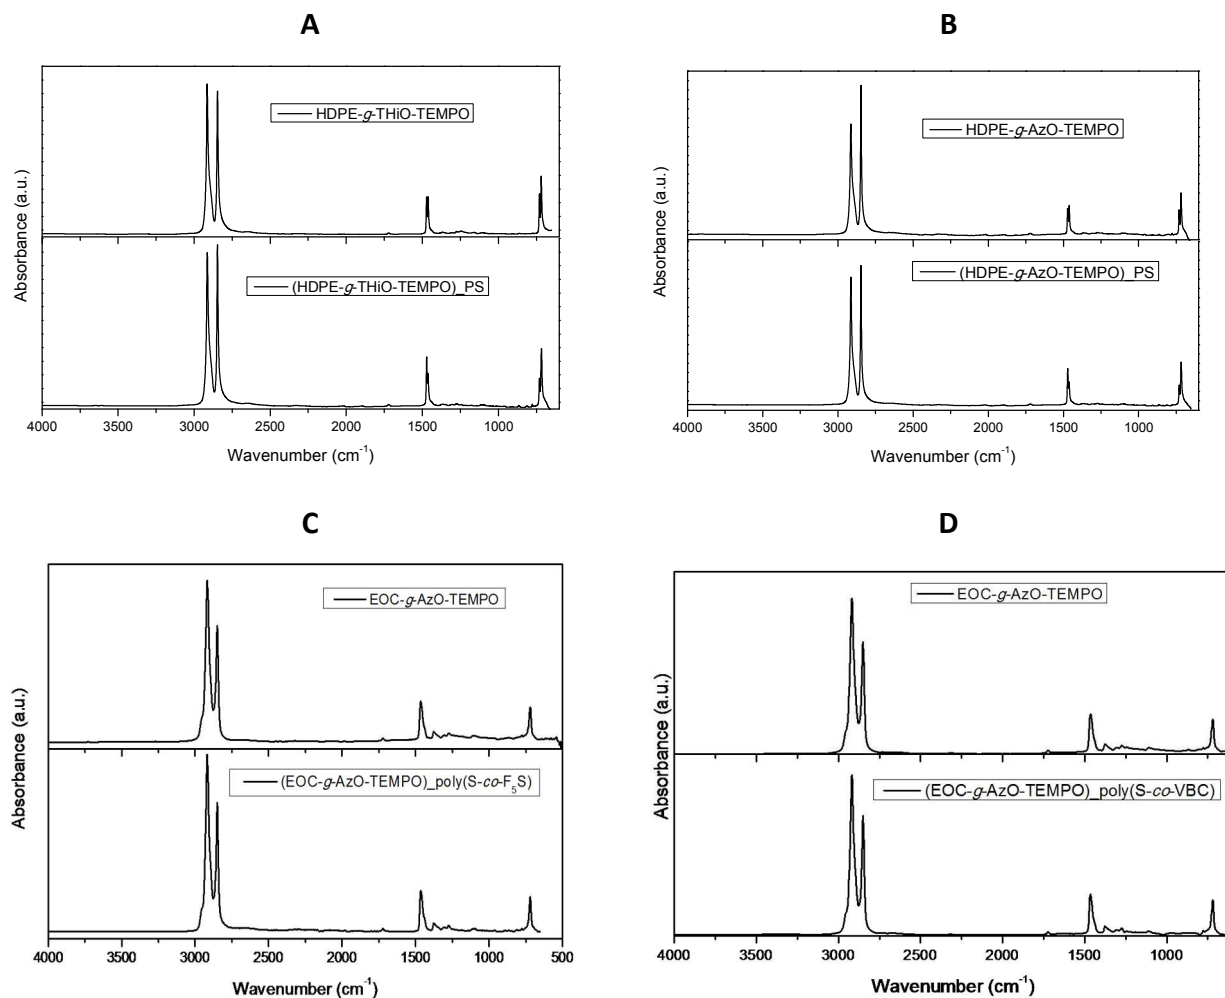 A
B
Absorbance (a.u.)
HDPE-g-THiO-TEMPO
(HDPE-g-THiO-TEMPO)_PS
4000 3500 3000 2500 2000 1500 1000
Wavenumber (cm⁻¹)
Absorbance (a.u.)
HDPE-g-AzO-TEMPO
(HDPE-g-AzO-TEMPO)_PS
4000 3500 3000 2500 2000 1500 1000
Wavenumber (cm⁻¹)
C
D
Absorbance (a.u.)
EOC-g-AzO-TEMPO
(EOC-g-AzO-TEMPO)_poly(S-co-F₅S)
4000 3500 3000 2500 2000 1500 1000 500
Wavenumber (cm⁻¹)
Absorbance (a.u.)
EOC-g-AzO-TEMPO
(EOC-g-AzO-TEMPO)_poly(S-co-VBC)
4000 3500 3000 2500 2000 1500 1000
Wavenumber (cm⁻¹)